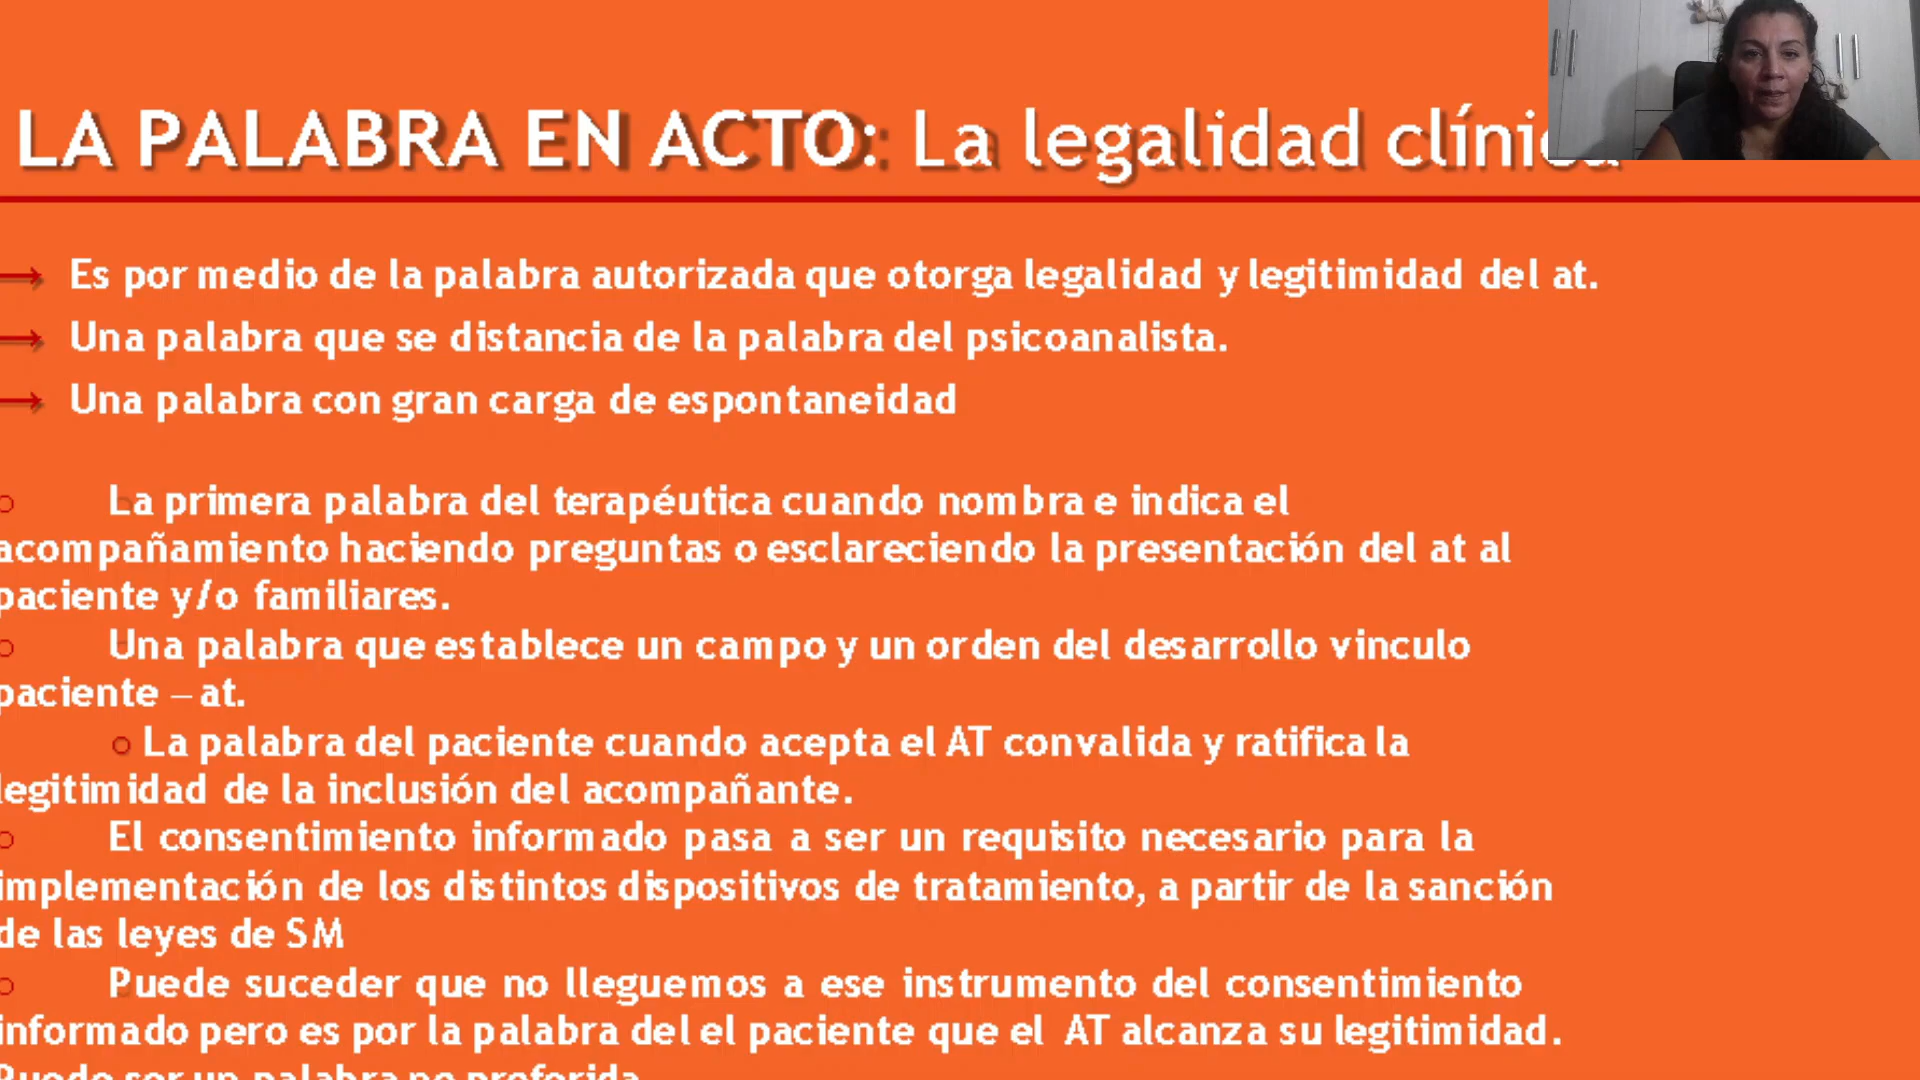 LA PALABRA EN ACTO: La legalidad clínica
→ Es por medio de la palabra autorizada que otorga legalidad y legitimidad del at.
→ Una palabra que se distancia de la palabra del psicoanalista.
→ Una palabra con gran carga de espontaneidad
○ La primera palabra del terapéutica cuando nombra e indica el
acompañamiento haciendo preguntas o esclareciendo la presentación del at al
paciente y/o familiares.
○ Una palabra que establece un campo y un orden del desarrollo vinculo
paciente – at.
○ La palabra del paciente cuando acepta el AT convalida y ratifica la
legitimidad de la inclusión del acompañante.
○ El consentimiento informado pasa a ser un requisito necesario para la
implementación de los distintos dispositivos de tratamiento, a partir de la sanción
de las leyes de SM
○ Puede suceder que no lleguemos a ese instrumento del consentimiento
informado pero es por la palabra del el paciente que el AT alcanza su legitimidad.
Puede ser un palabra no proferida